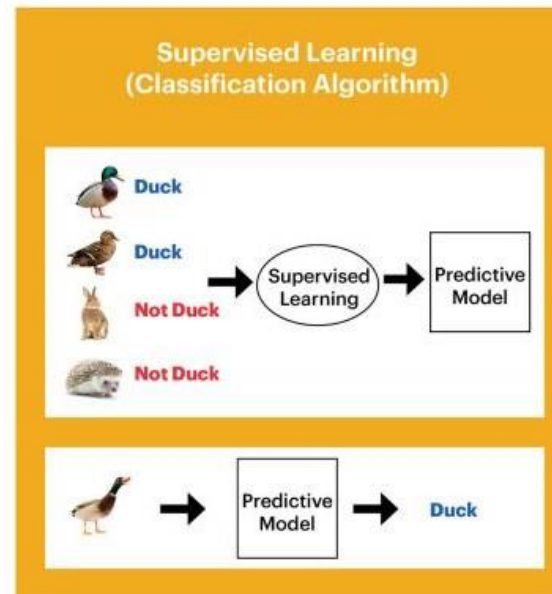 Supervised Learning
(Classification Algorithm)
Duck
Duck
Not Duck
Not Duck
Supervised
Learning
Predictive
Model
Predictive
Model
Duck